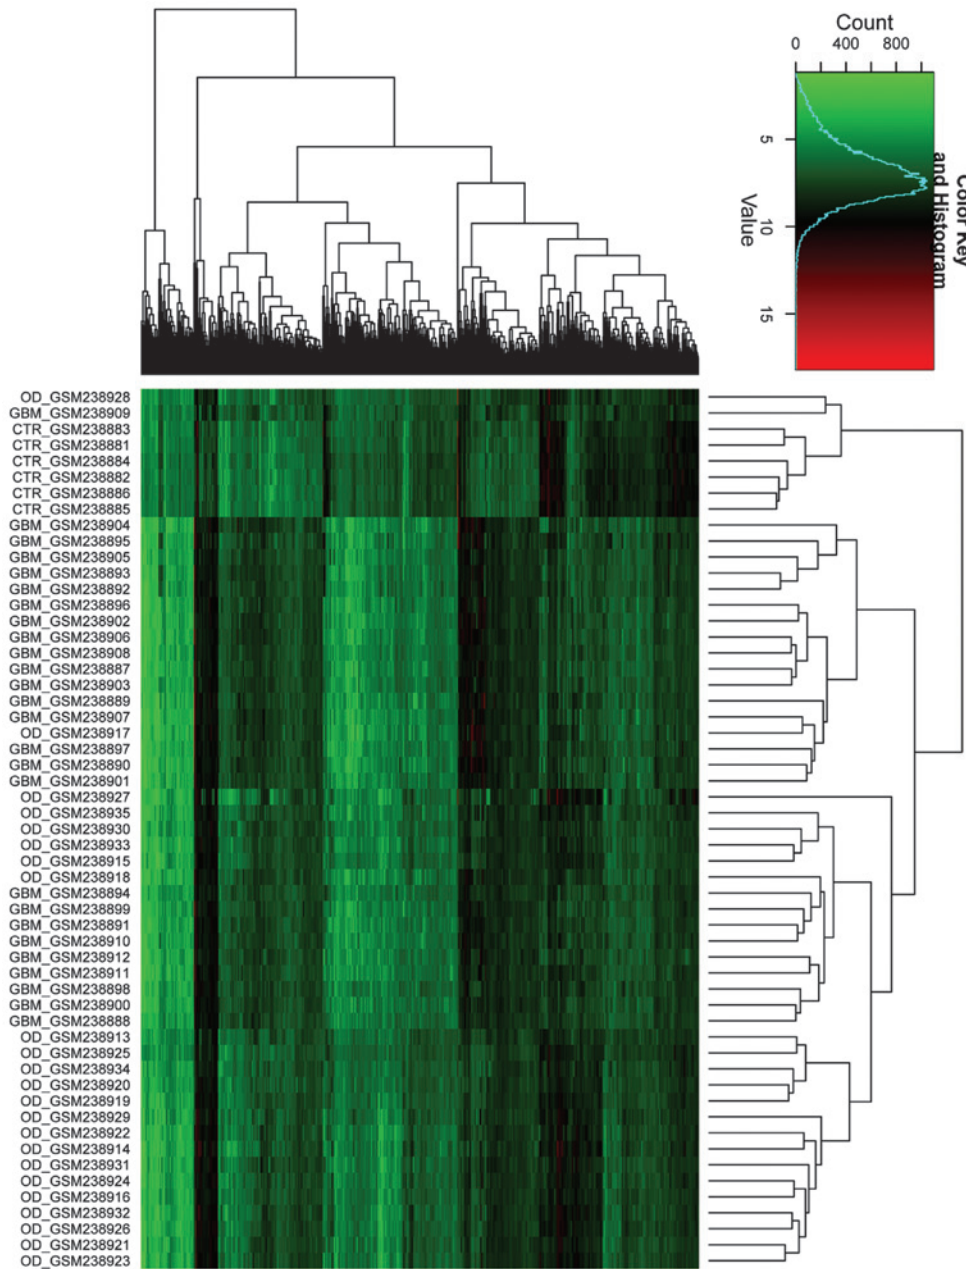 Count
0 400 800
5
10
15
Value
Color Key
and Histogram
OD_GSM238928
GBM_GSM238909
CTR_GSM238883
CTR_GSM238881
CTR_GSM238884
CTR_GSM238882
CTR_GSM238886
CTR_GSM238885
GBM_GSM238904
GBM_GSM238895
GBM_GSM238905
GBM_GSM238893
GBM_GSM238892
GBM_GSM238896
GBM_GSM238902
GBM_GSM238906
GBM_GSM238908
GBM_GSM238887
GBM_GSM238903
GBM_GSM238889
GBM_GSM238907
OD_GSM238917
GBM_GSM238897
GBM_GSM238890
GBM_GSM238901
OD_GSM238927
OD_GSM238935
OD_GSM238930
OD_GSM238933
OD_GSM238915
OD_GSM238918
GBM_GSM238894
GBM_GSM238899
GBM_GSM238891
GBM_GSM238910
GBM_GSM238912
GBM_GSM238911
GBM_GSM238898
GBM_GSM238900
GBM_GSM238888
OD_GSM238913
OD_GSM238925
OD_GSM238934
OD_GSM238920
OD_GSM238919
OD_GSM238929
OD_GSM238922
OD_GSM238914
OD_GSM238931
OD_GSM238924
OD_GSM238916
OD_GSM238932
OD_GSM238926
OD_GSM238921
OD_GSM238923